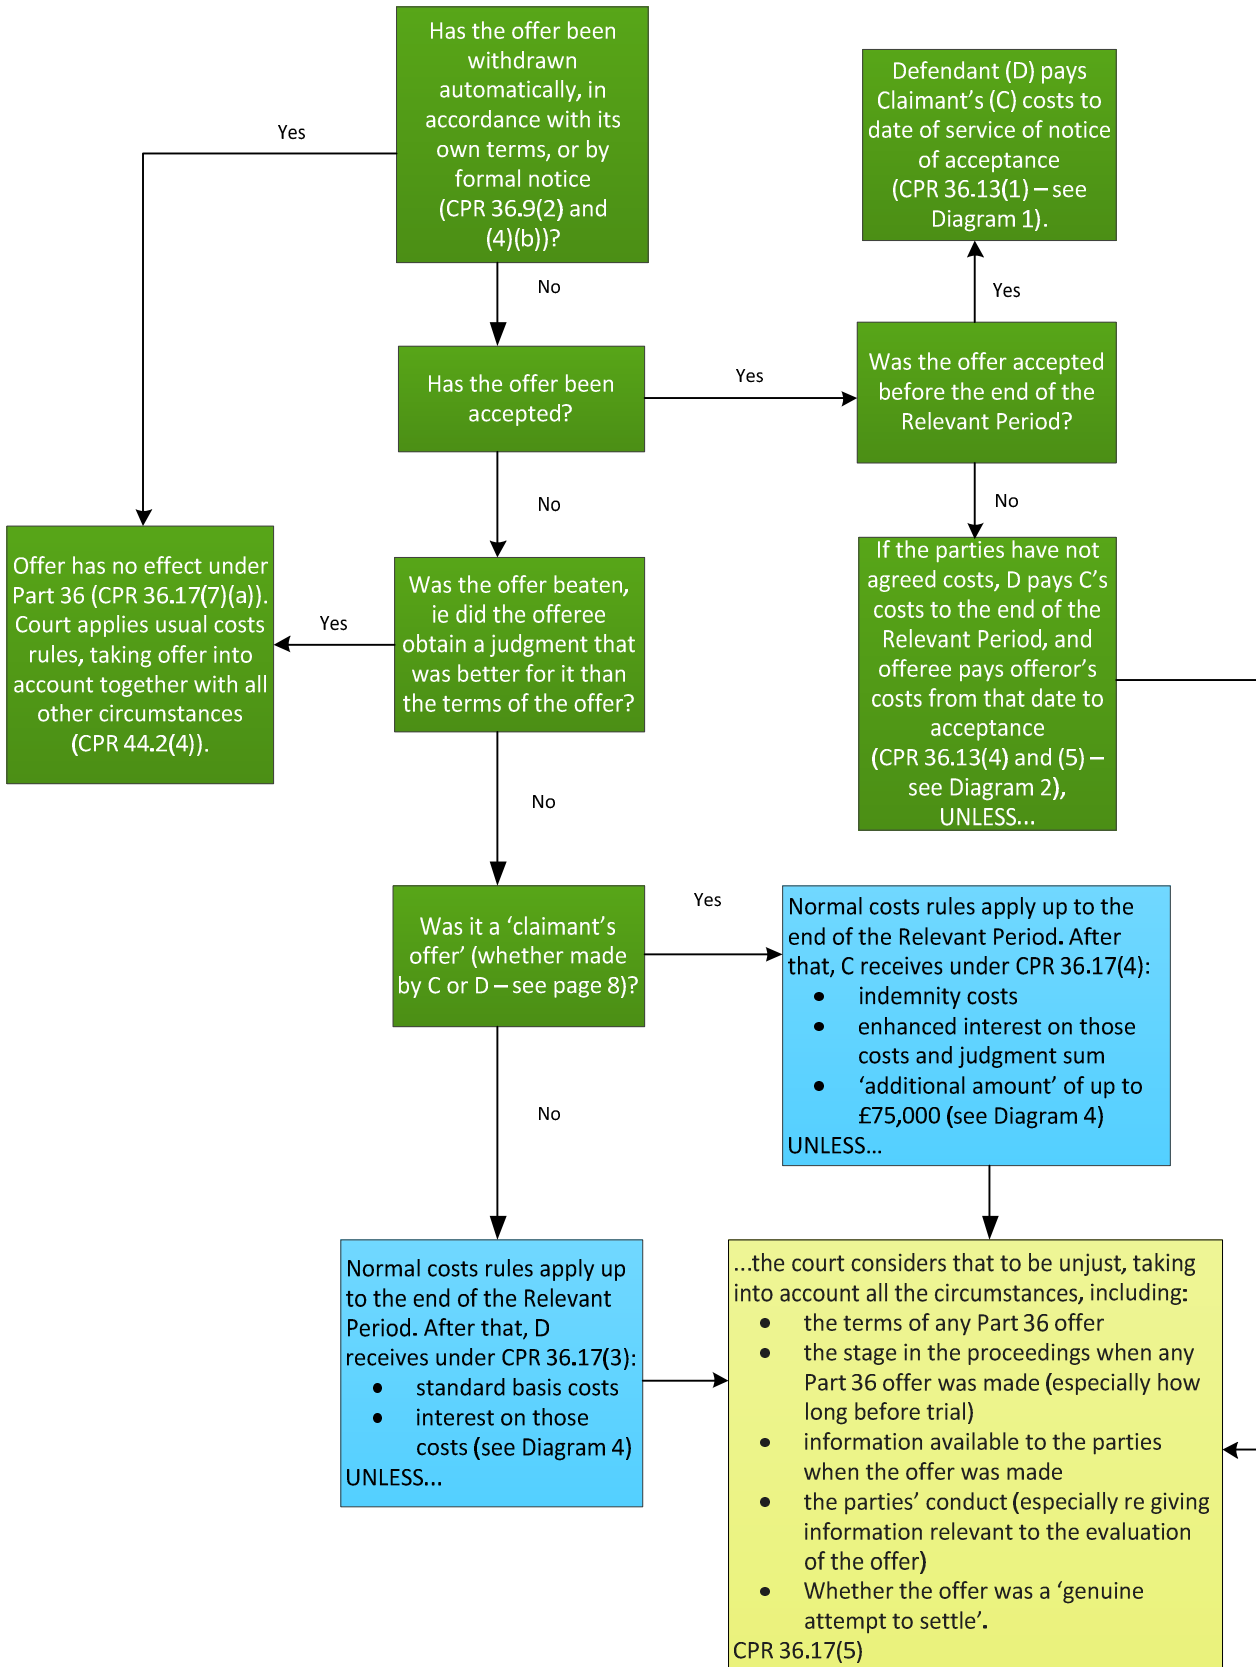 Has the offer been
withdrawn
automatically, in
accordance with its
own terms, or by
formal notice
(CPR 36.9(2) and
(4)(b))?
Yes
No
Defendant (D) pays
Claimant's (C) costs to
date of service of notice
of acceptance
(CPR 36.13(1) – see
Diagram 1).
Yes
Has the offer been
accepted?
Yes
Was the offer accepted
before the end of the
Relevant Period?
No
No
Offer has no effect under
Part 36 (CPR 36.17(7)(a)).
Court applies usual costs
rules, taking offer into
account together with all
other circumstances
(CPR 44.2(4)).
Yes
Was the offer beaten,
ie did the offeree
obtain a judgment that
was better for it than
the terms of the offer?
If the parties have not
agreed costs, D pays C's
costs to the end of the
Relevant Period, and
offeree pays offeror's
costs from that date to
acceptance
(CPR 36.13(4) and (5) –
see Diagram 2),
UNLESS...
No
Was it a 'claimant's
offer' (whether made
by C or D – see page 8)?
Yes
Normal costs rules apply up to the
end of the Relevant Period. After
that, C receives under CPR 36.17(4):
• indemnity costs
• enhanced interest on those
costs and judgment sum
• 'additional amount' of up to
£75,000 (see Diagram 4)
UNLESS...
No
Normal costs rules apply up
to the end of the Relevant
Period. After that, D
receives under CPR 36.17(3):
• standard basis costs
• interest on those
costs (see Diagram 4)
UNLESS...
...the court considers that to be unjust, taking
into account all the circumstances, including:
• the terms of any Part 36 offer
• the stage in the proceedings when any
Part 36 offer was made (especially how
long before trial)
• information available to the parties
when the offer was made
• the parties' conduct (especially re giving
information relevant to the evaluation
of the offer)
• Whether the offer was a 'genuine
attempt to settle'.
CPR 36.17(5)